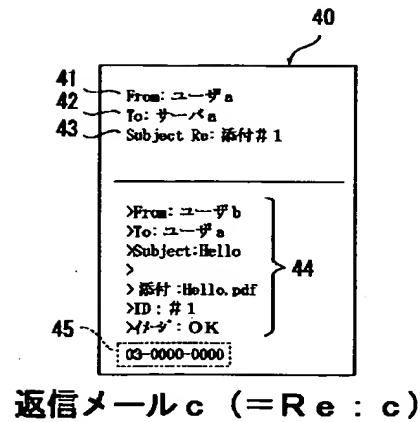 40
41 From: ユーザa
42 To: サーバa
43 Subject Re: 添付#1
>From: ユーザb
>To: ユーザa
>Subject:Hello
>
44
>添付:Hello.pdf
>ID:#1
>イメージ:OK
45 03-0000-0000
返信メールc (=Re:c)